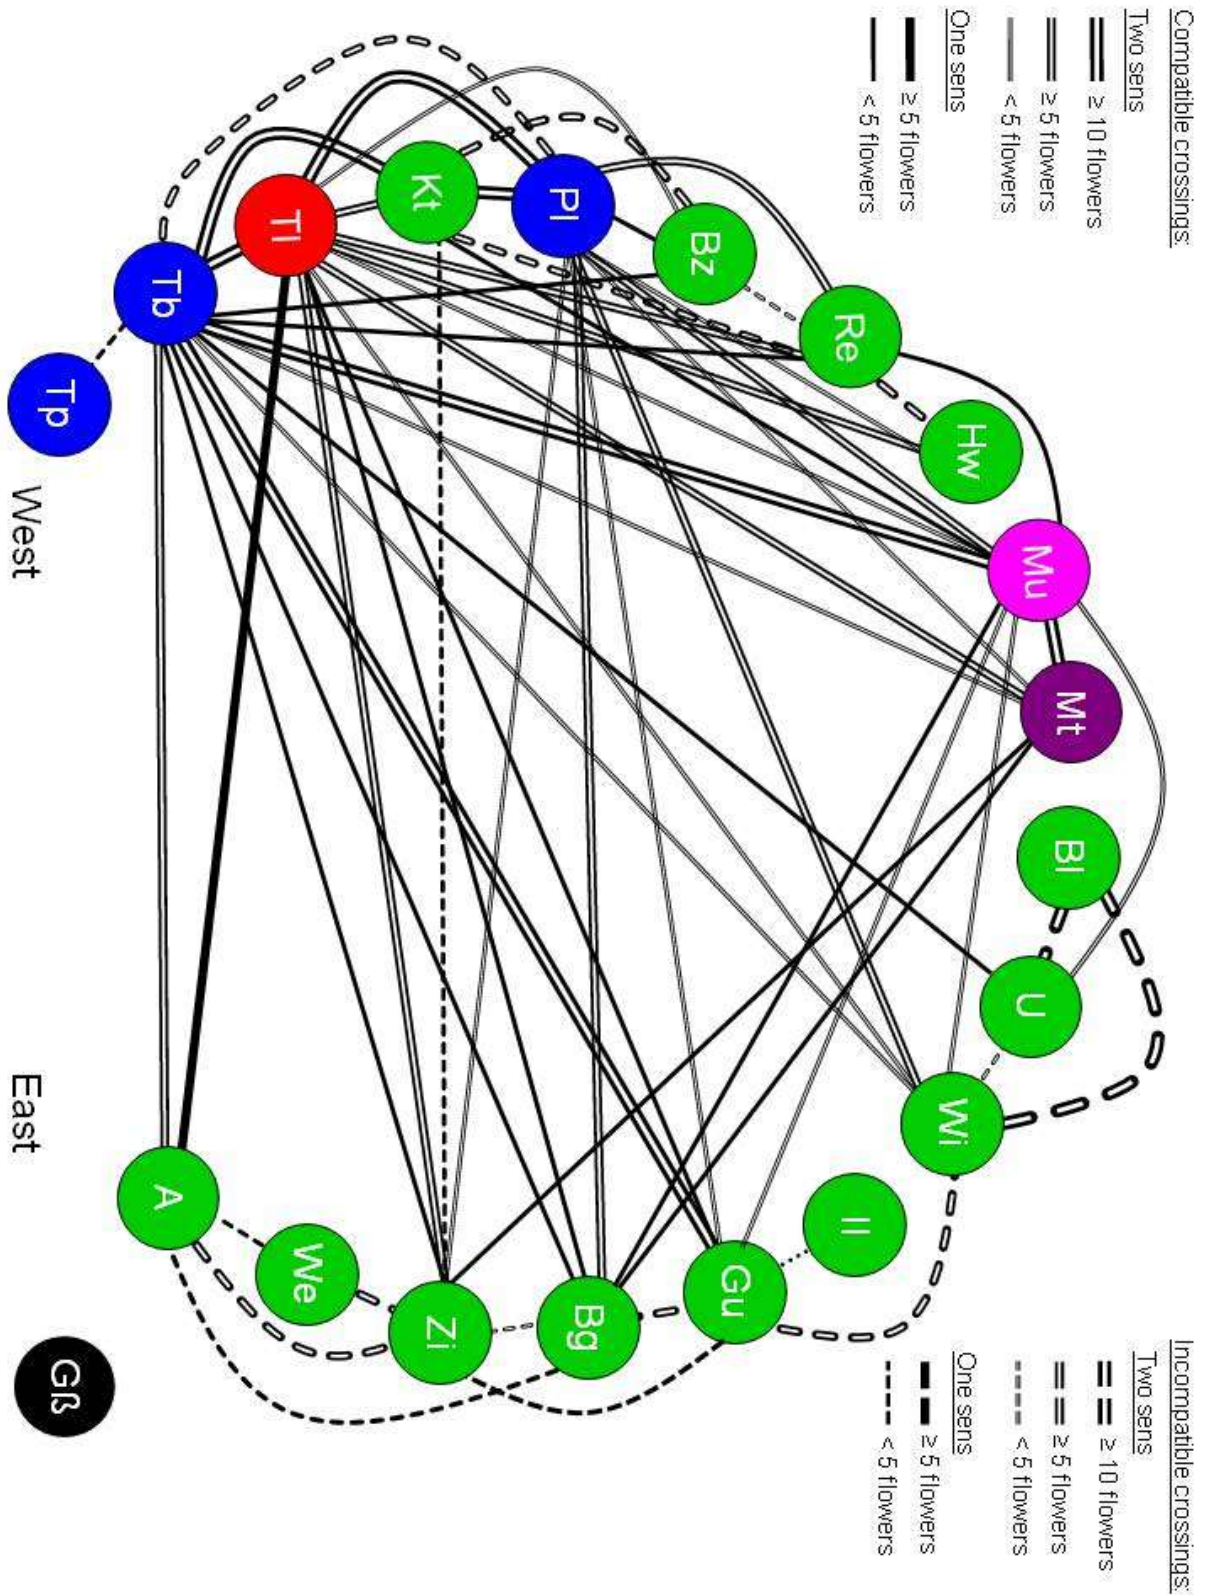 Compatible crossings:
Two sens
≥ 10 flowers
≥ 5 flowers
< 5 flowers
One sens
≥ 5 flowers
< 5 flowers
Incompatible crossings:
Two sens
≥ 10 flowers
≥ 5 flowers
< 5 flowers
One sens
≥ 5 flowers
< 5 flowers
Tp
Tb
Tl
Kt
Pl
Bz
Re
Hw
Mu
Mt
Bl
U
Wi
Il
Gu
Bg
Zi
We
A
Gß
West
East